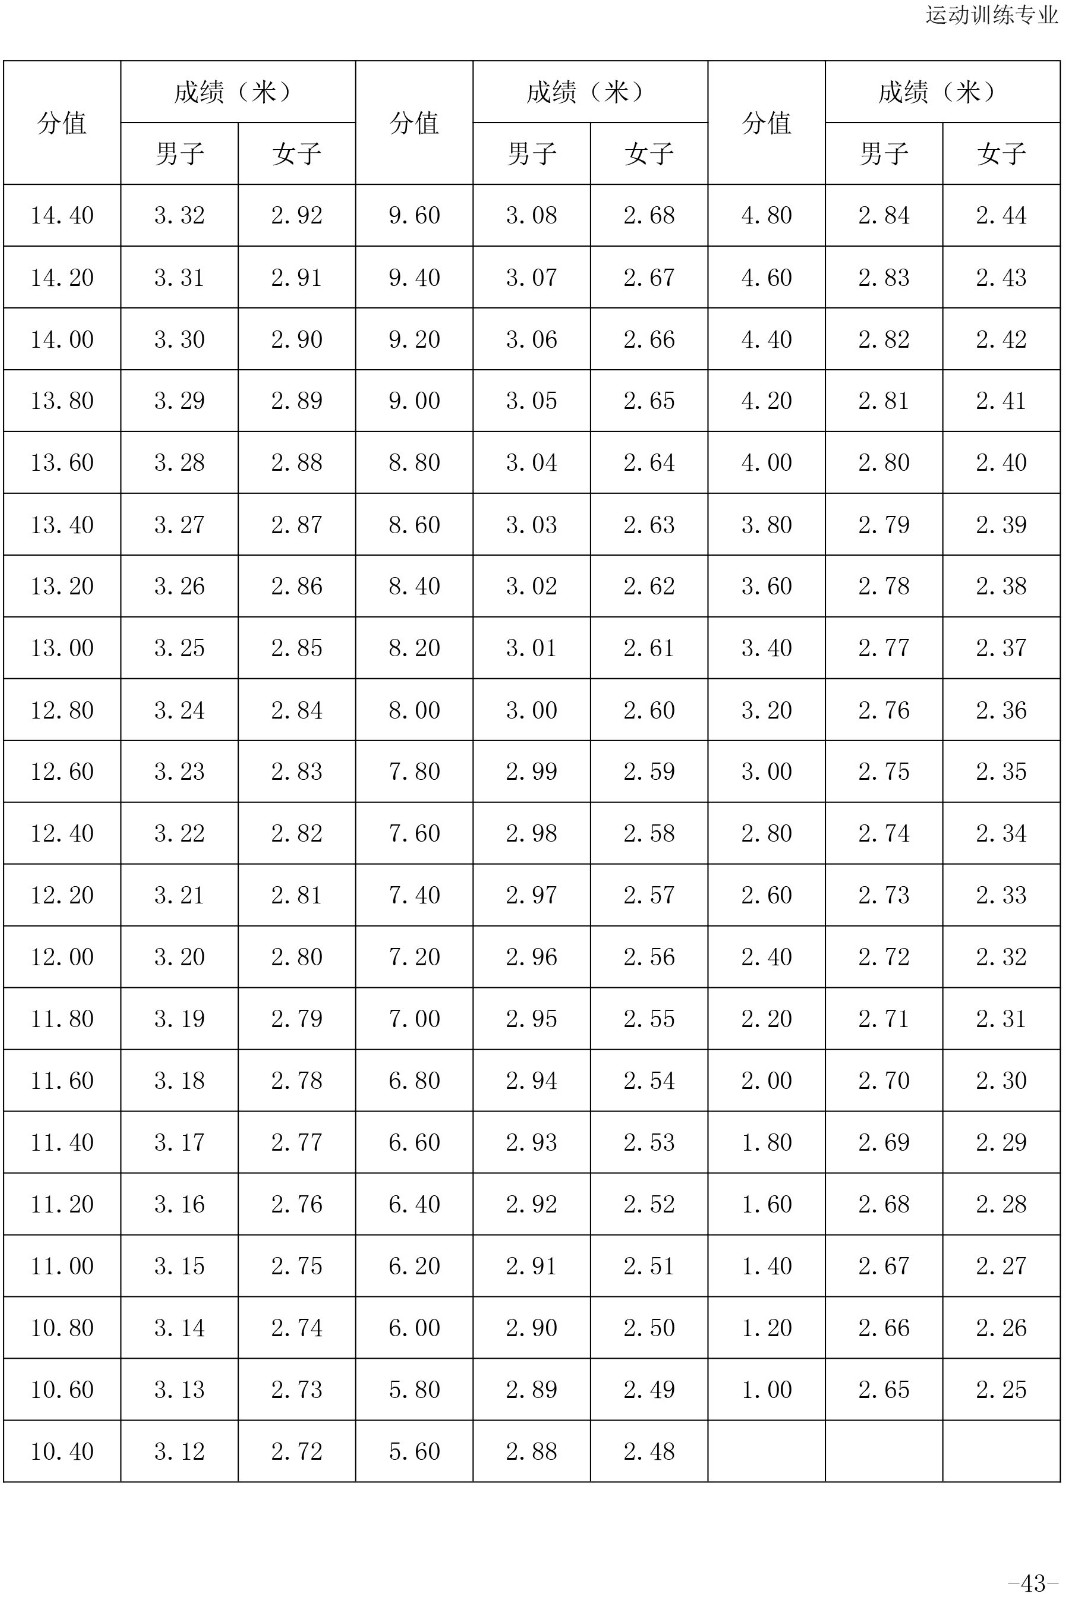 运动训练专业
分值 成绩（米） 分值 成绩（米） 分值 成绩（米）
男子 女子 男子 女子 男子 女子
14.40 3.32 2.92 9.60 3.08 2.68 4.80 2.84 2.44
14.20 3.31 2.91 9.40 3.07 2.67 4.60 2.83 2.43
14.00 3.30 2.90 9.20 3.06 2.66 4.40 2.82 2.42
13.80 3.29 2.89 9.00 3.05 2.65 4.20 2.81 2.41
13.60 3.28 2.88 8.80 3.04 2.64 4.00 2.80 2.40
13.40 3.27 2.87 8.60 3.03 2.63 3.80 2.79 2.39
13.20 3.26 2.86 8.40 3.02 2.62 3.60 2.78 2.38
13.00 3.25 2.85 8.20 3.01 2.61 3.40 2.77 2.37
12.80 3.24 2.84 8.00 3.00 2.60 3.20 2.76 2.36
12.60 3.23 2.83 7.80 2.99 2.59 3.00 2.75 2.35
12.40 3.22 2.82 7.60 2.98 2.58 2.80 2.74 2.34
12.20 3.21 2.81 7.40 2.97 2.57 2.60 2.73 2.33
12.00 3.20 2.80 7.20 2.96 2.56 2.40 2.72 2.32
11.80 3.19 2.79 7.00 2.95 2.55 2.20 2.71 2.31
11.60 3.18 2.78 6.80 2.94 2.54 2.00 2.70 2.30
11.40 3.17 2.77 6.60 2.93 2.53 1.80 2.69 2.29
11.20 3.16 2.76 6.40 2.92 2.52 1.60 2.68 2.28
11.00 3.15 2.75 6.20 2.91 2.51 1.40 2.67 2.27
10.80 3.14 2.74 6.00 2.90 2.50 1.20 2.66 2.26
10.60 3.13 2.73 5.80 2.89 2.49 1.00 2.65 2.25
10.40 3.12 2.72 5.60 2.88 2.48
-43-